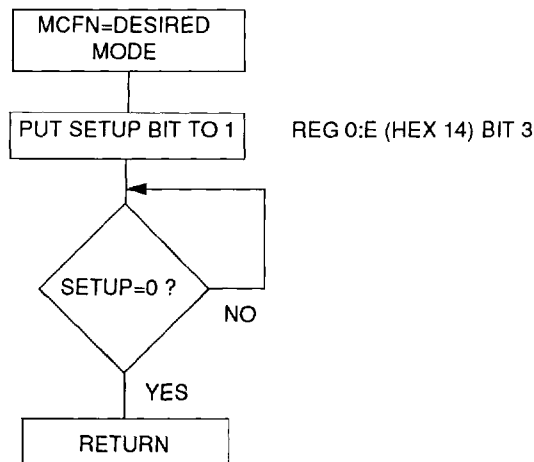 MCFN=DESIRED
MODE
PUT SETUP BIT TO 1
REG 0:E (HEX 14) BIT 3
SETUP=0 ?
NO
YES
RETURN